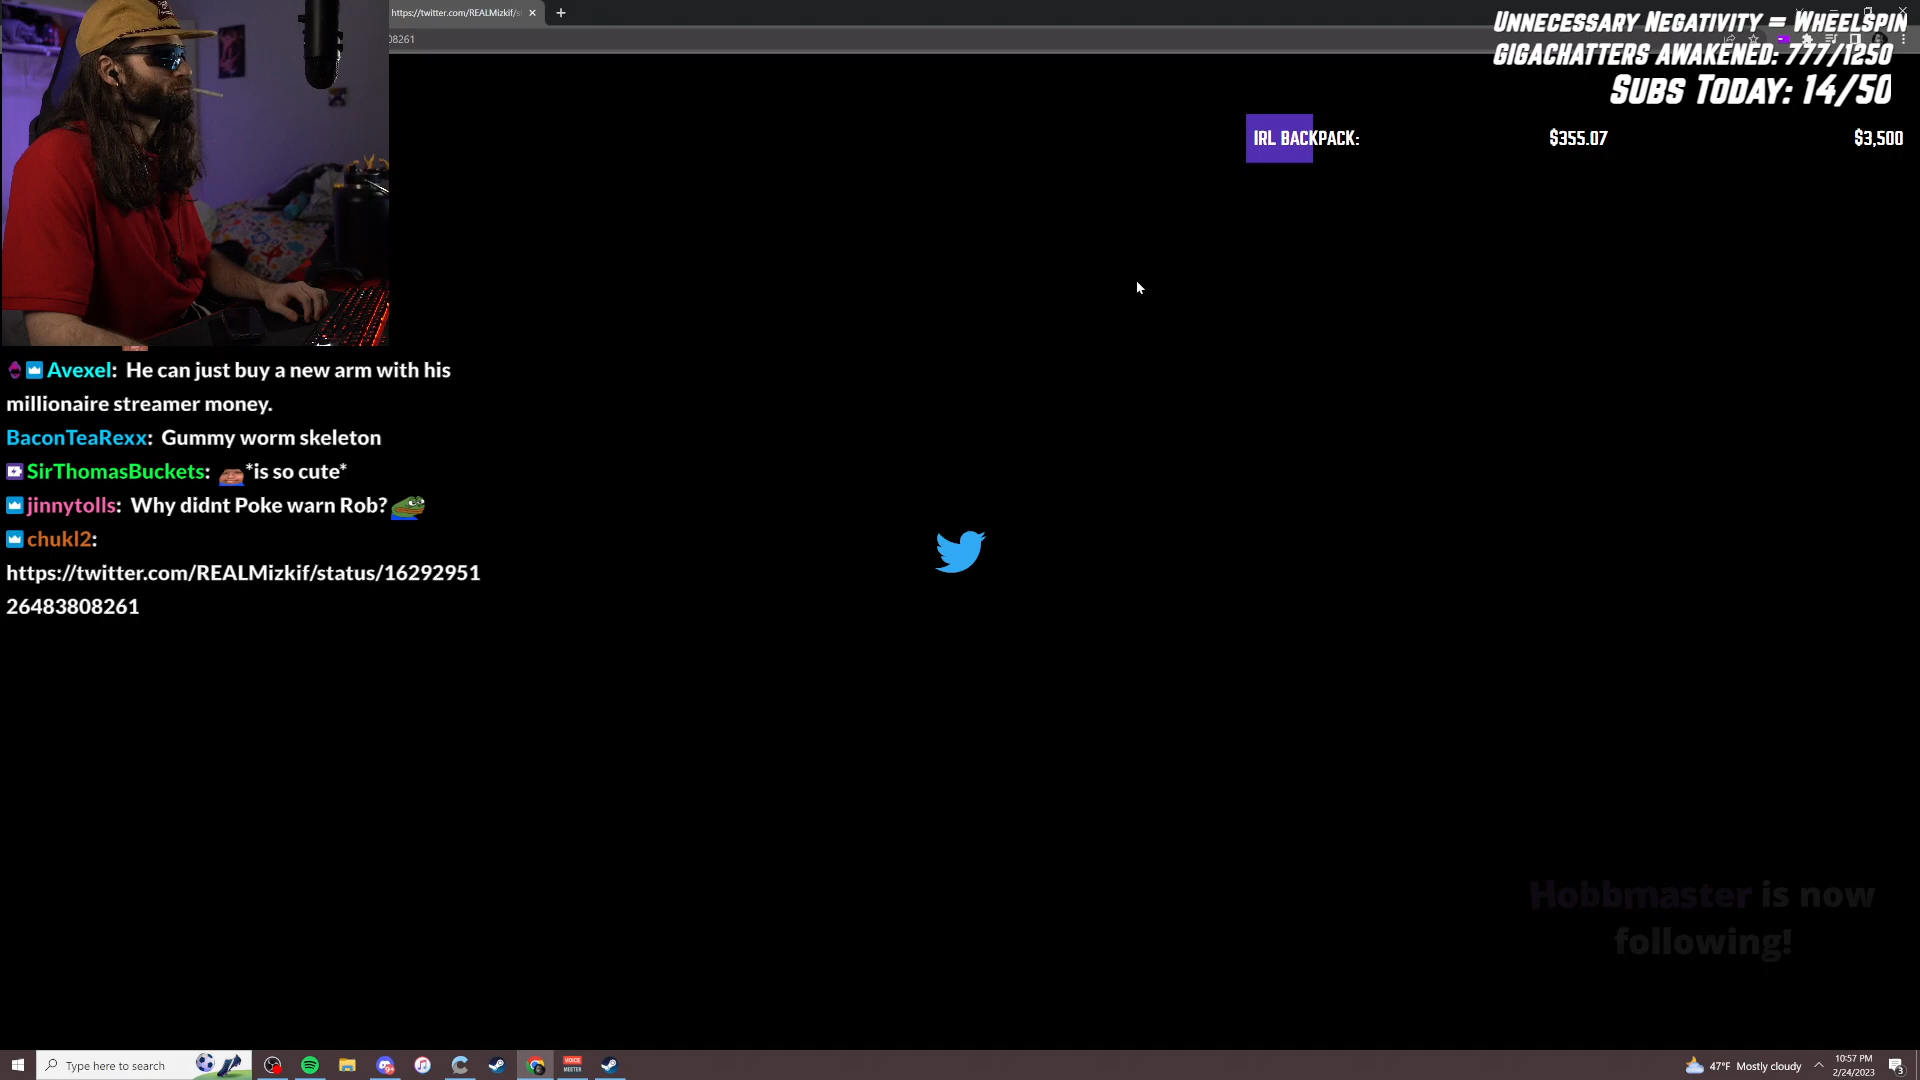 https://twitter.com/REALMizkif/s
08261
UNNECESSARY NEGATIVITY = WHEELSPIN
GIGACHATTERS AWAKENED: 777/1250
SUBS TODAY: 14/50
IRL BACKPACK: $355.07 $3,500
Avexel: He can just buy a new arm with his
millionaire streamer money.
BaconTeaRexx: Gummy worm skeleton
SirThomasBuckets: *is so cute*
jinnytolls: Why didnt Poke warn Rob?
chukl2:
https://twitter.com/REALMizkif/status/16292951
26483808261
Hobbmaster is now
following!
Type here to search
VOICE
MEETER
47°F Mostly cloudy
10:57 PM
2/24/2023
3